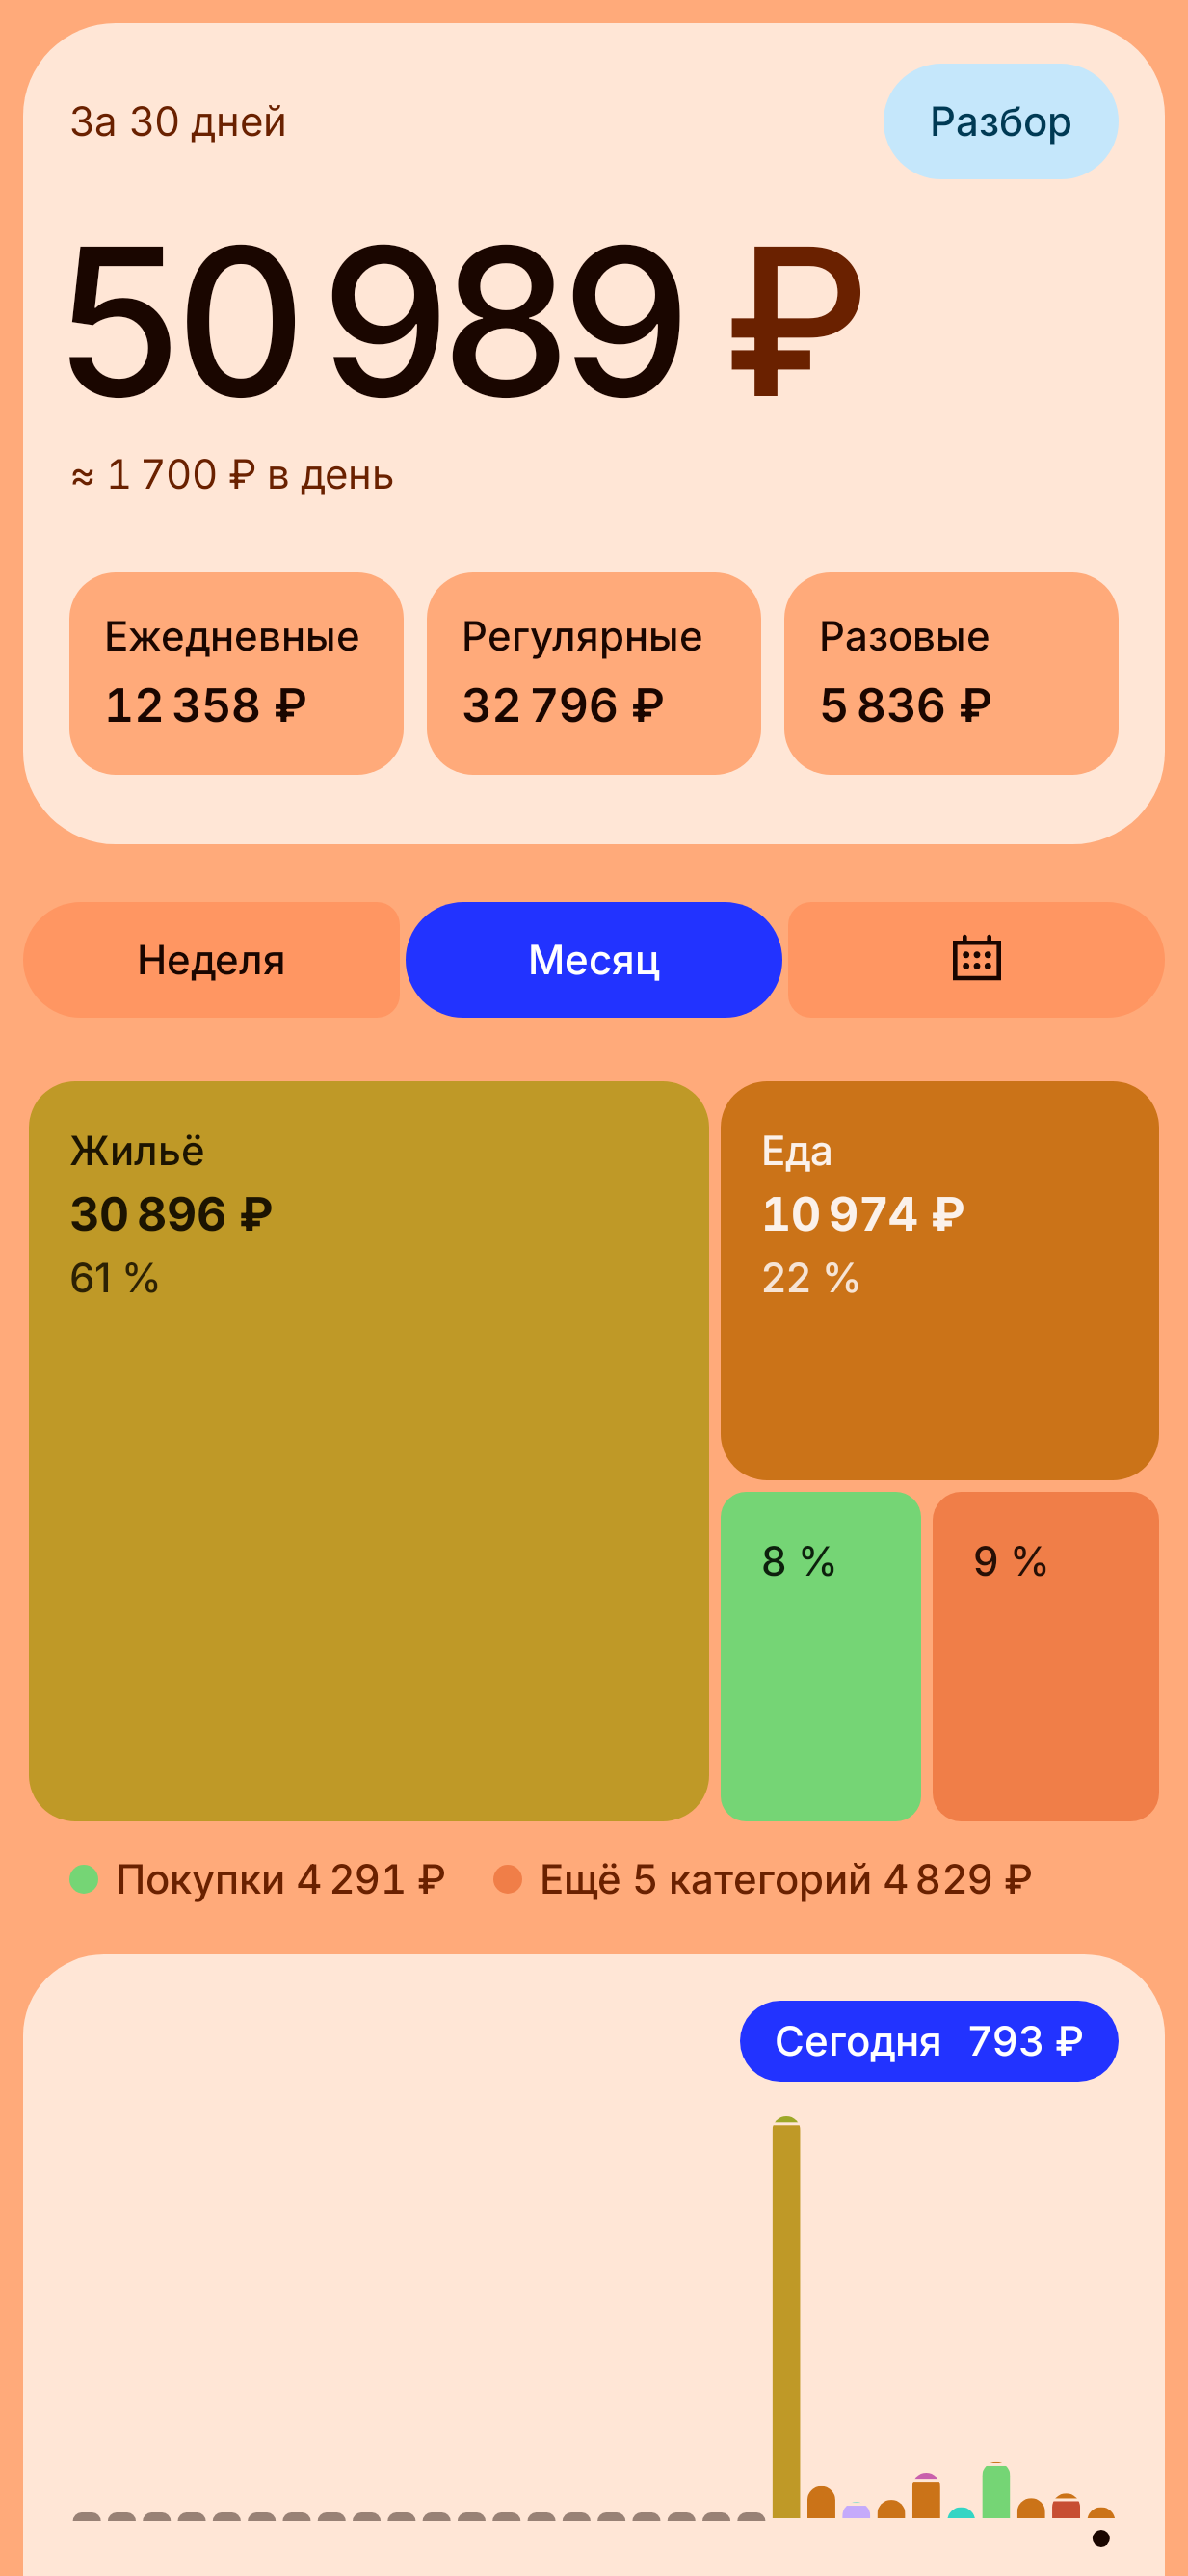 За 30 дней
Разбор
50 989 ₽
≈ 1 700 ₽ в день
Ежедневные
12 358 ₽
Регулярные
32 796 ₽
Разовые
5 836 ₽
Неделя
Месяц
Жильё
30 896 ₽
61 %
Еда
10 974 ₽
22 %
8 %
9 %
Покупки 4 291 ₽
Ещё 5 категорий 4 829 ₽
Сегодня 793 ₽